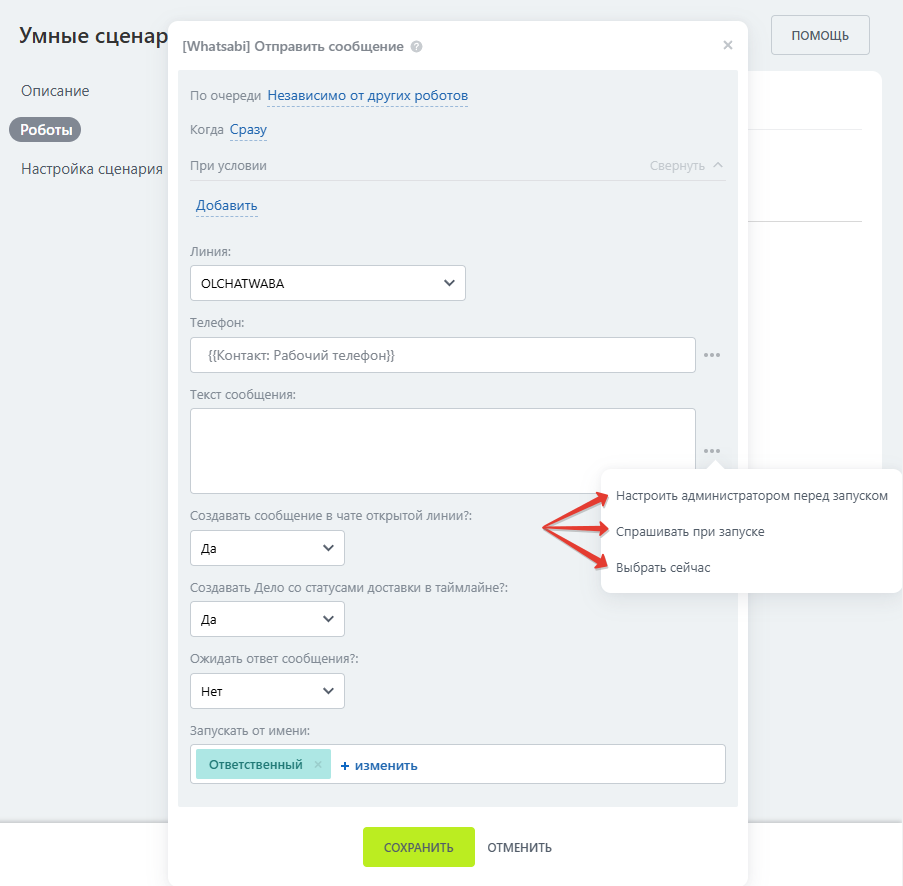 Умные сценар
[Whatsabi] Отправить сообщение
ПОМОЩЬ
Описание
Роботы
Настройка сценария
По очереди Независимо от других роботов
Когда Сразу
При условии
Свернуть
Добавить
Линия:
OLCHATWABA
Телефон:
{{Контакт: Рабочий телефон}}
Текст сообщения:
Настроить администратором перед запуском
Спрашивать при запуске
Выбрать сейчас
Создавать сообщение в чате открытой линии?:
Да
Создавать Дело со статусами доставки в таймлайне?:
Да
Ожидать ответ сообщения?:
Нет
Запускать от имени:
Ответственный × + изменить
СОХРАНИТЬ ОТМЕНИТЬ